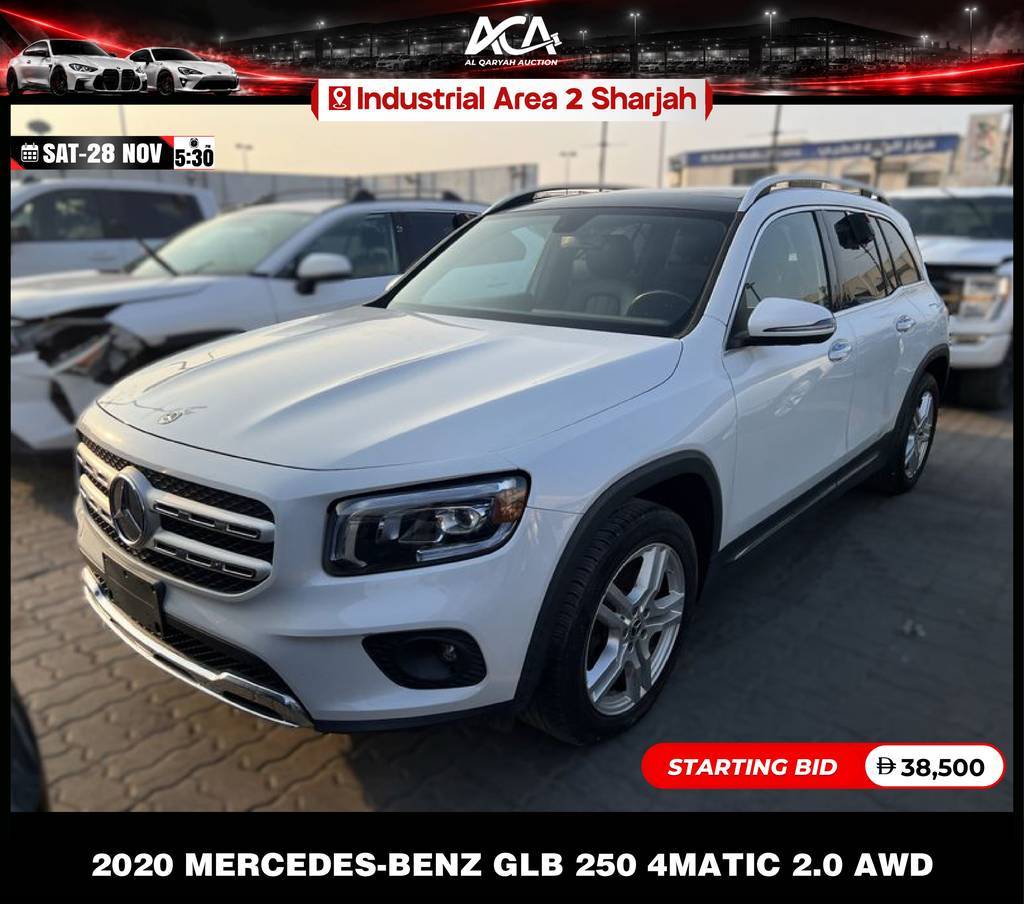 ACA
AL QARYAH AUCTION
Industrial Area 2 Sharjah
SAT-28 NOV 5:30 PM
STARTING BID 38,500
2020 MERCEDES-BENZ GLB 250 4MATIC 2.0 AWD